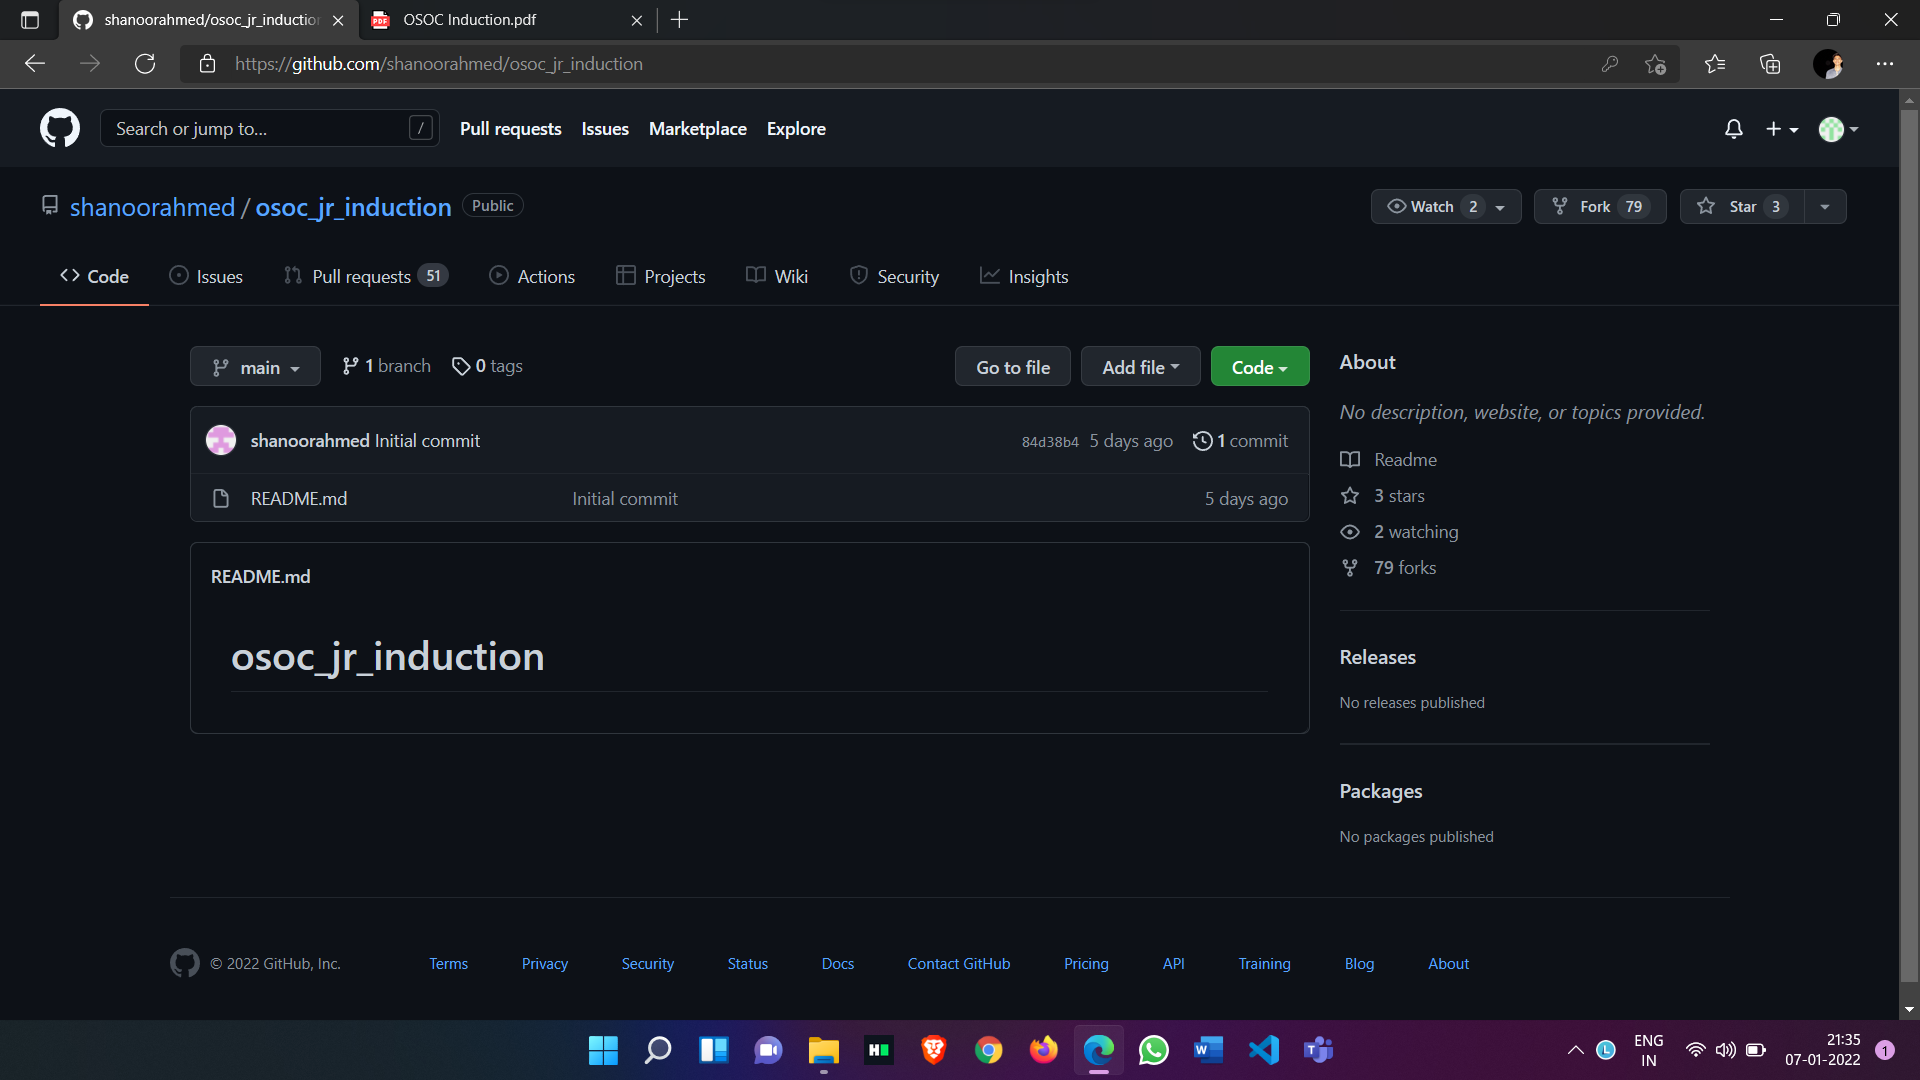 shanoorahmed/osoc_jr_induction
OSOC Induction.pdf
https://github.com/shanoorahmed/osoc_jr_induction
Search or jump to...
/
Pull requests
Issues
Marketplace
Explore
shanoorahmed / osoc_jr_induction
Public
Watch 2
Fork 79
Star 3
Code
Issues
Pull requests 51
Actions
Projects
Wiki
Security
Insights
main
1 branch
0 tags
Go to file
Add file
Code
shanoorahmed Initial commit
84d38b4 5 days ago
1 commit
README.md
Initial commit
5 days ago
README.md
osoc_jr_induction
About
No description, website, or topics provided.
Readme
3 stars
2 watching
79 forks
Releases
No releases published
Packages
No packages published
© 2022 GitHub, Inc.
Terms
Privacy
Security
Status
Docs
Contact GitHub
Pricing
API
Training
Blog
About
ENG
IN
21:35
07-01-2022
1